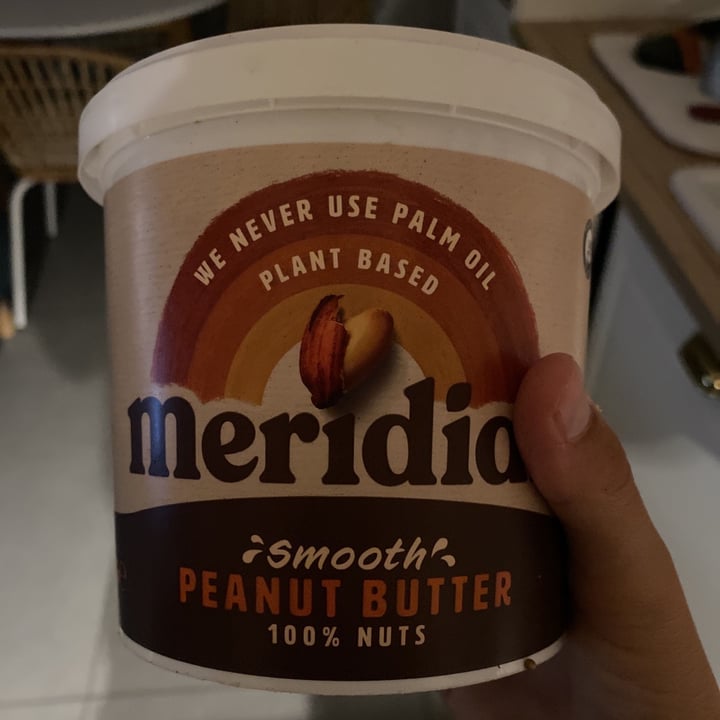 WE NEVER USE PALM OIL
PLANT BASED
meridia
smooth
PEANUT BUTTER
100% NUTS